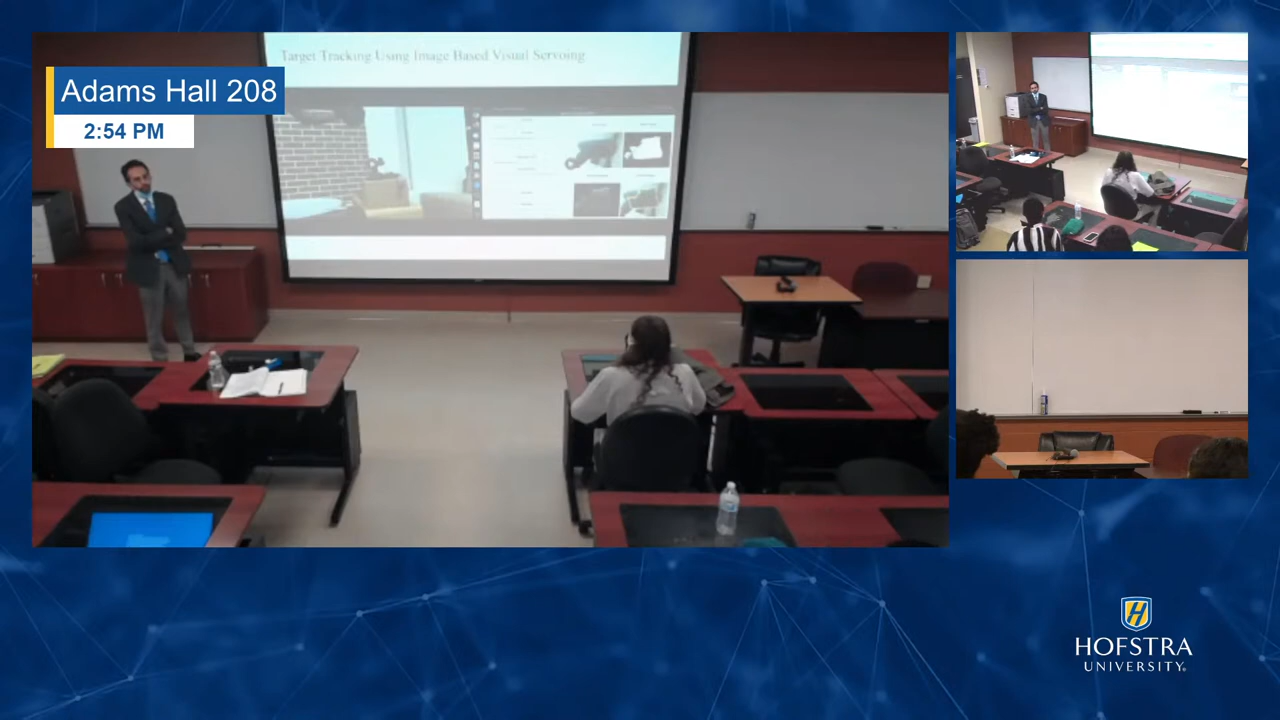 Target Tracking Using Image Based Visual Servoing
Adams Hall 208
2:54 PM
HOFSTRA
UNIVERSITY®